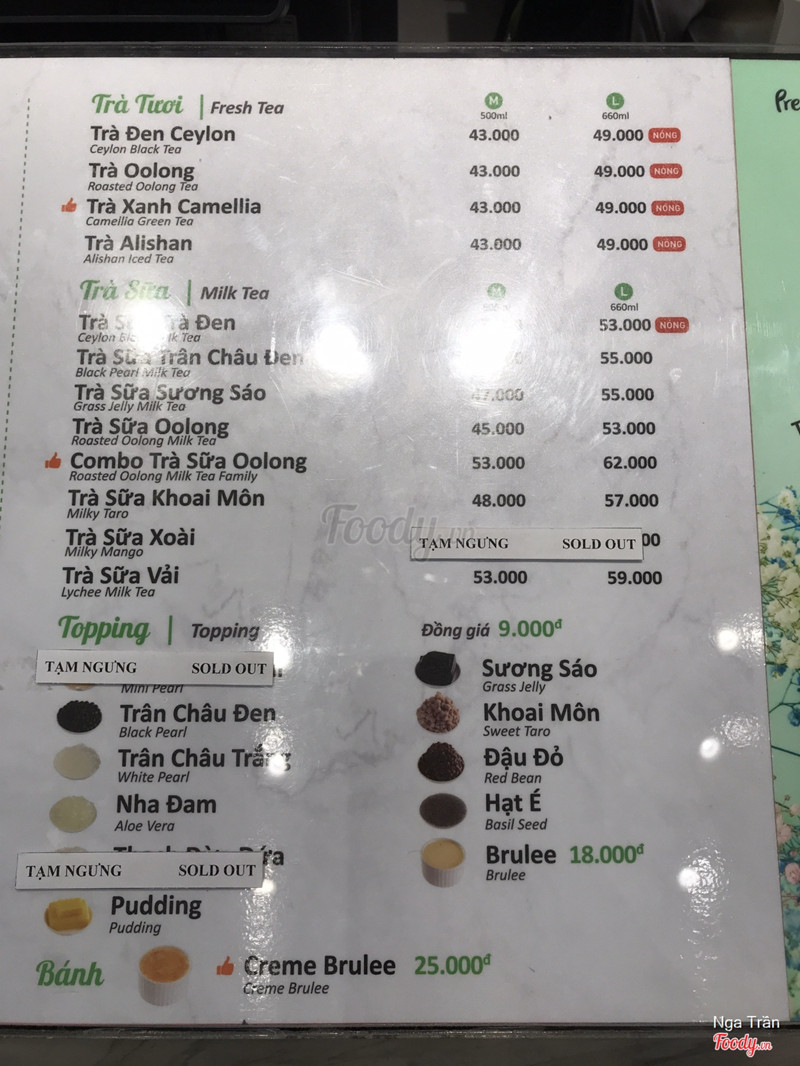 Pre
Trà Tươi | Fresh Tea M L
500ml 660ml
Trà Đen Ceylon 43.000 49.000 NÓNG
Ceylon Black Tea
Trà Oolong 43.000 49.000 NÓNG
Roasted Oolong Tea
Trà Xanh Camellia 43.000 49.000 NÓNG
Camellia Green Tea
Trà Alishan 43.000 49.000 NÓNG
Alishan Iced Tea
Trà Sữa | Milk Tea M L
660ml
Trà Đen 53.000 NÓNG
Ceylon Milk Tea
Trà Sữa Trân Châu Đen 55.000
Black Pearl Milk Tea
Trà Sữa Sương Sáo 47.000 55.000
Grass Jelly Milk Tea
Trà Sữa Oolong 45.000 53.000
Roasted Oolong Milk Tea
Combo Trà Sữa Oolong 53.000 62.000
Roasted Oolong Milk Tea Family
Trà Sữa Khoai Môn 48.000 57.000
Milky Taro
Foody.vn
Trà Sữa Xoài TẠM NGƯNG SOLD OUT 00
Milky Mango
Trà Sữa Vải 53.000 59.000
Lychee Milk Tea
Topping | Topping Đồng giá 9.000đ
TẠM NGƯNG SOLD OUT
Mini Pearl
Sương Sáo
Grass Jelly
Trân Châu Đen
Black Pearl
Khoai Môn
Sweet Taro
Trân Châu Trắng
White Pearl
Đậu Đỏ
Red Bean
Nha Đam
Aloe Vera
Hạt É
Basil Seed
TẠM NGƯNG SOLD OUT
Brulee 18.000đ
Brulee
Pudding
Pudding
Bánh Creme Brulee 25.000đ
Creme Brulee
Nga Trần
Foody.vn